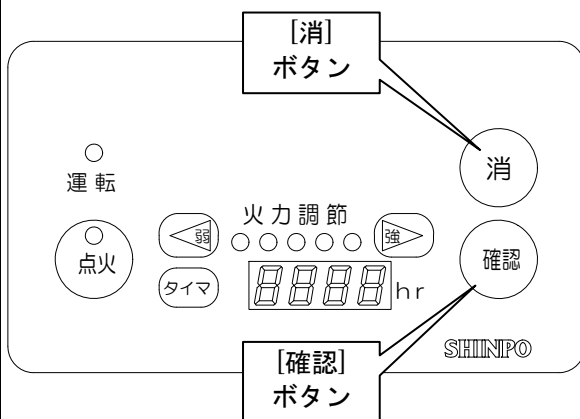 [消]
ボタン
消
運転
火力調節
弱
強
点火
確認
タイマ
8888 hr
SHINPO
[確認]
ボタン